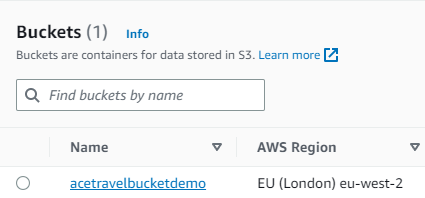 Buckets (1) Info
Buckets are containers for data stored in S3. Learn more
Find buckets by name
Name AWS Region
acetravelbucketdemo EU (London) eu-west-2